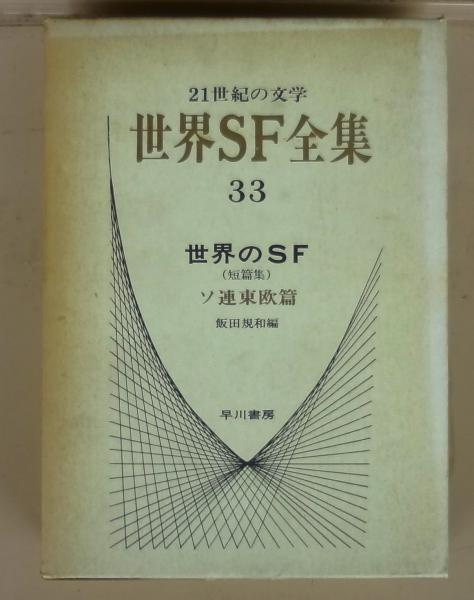 21世紀の文学
世界SF全集
33
世界のSF
(短篇集)
ソ連東欧篇
飯田規和編
早川書房